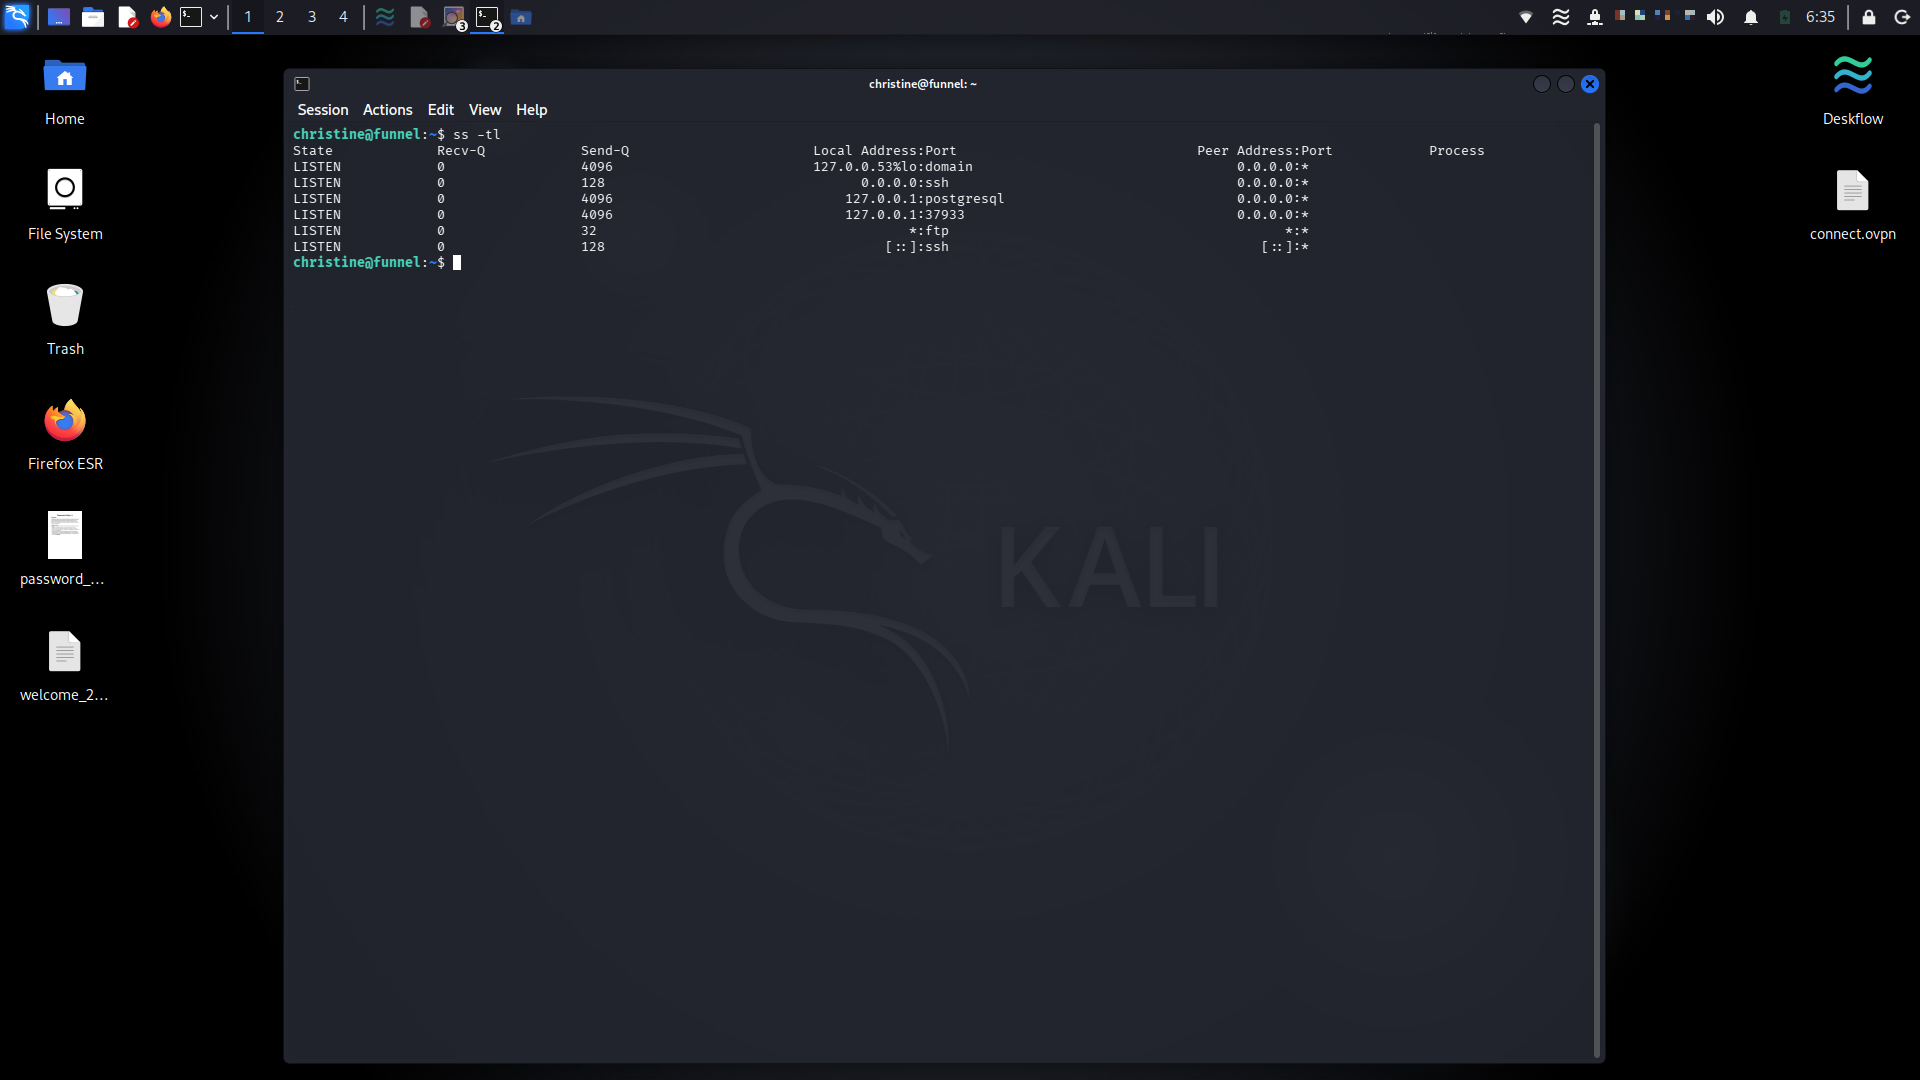 1 2 3 4
3
2
6:35
Home
File System
Trash
Firefox ESR
password_...
welcome_2...
Deskflow
connect.ovpn
christine@funnel: ~
Session Actions Edit View Help
christine@funnel:~$ ss -tl
State Recv-Q Send-Q Local Address:Port Peer Address:Port Process
LISTEN 0 4096 127.0.0.53%lo:domain 0.0.0.0:*
LISTEN 0 128 0.0.0.0:ssh 0.0.0.0:*
LISTEN 0 4096 127.0.0.1:postgresql 0.0.0.0:*
LISTEN 0 4096 127.0.0.1:37933 0.0.0.0:*
LISTEN 0 32 *:ftp *:*
LISTEN 0 128 [::]:ssh [::]:*
christine@funnel:~$
KALI